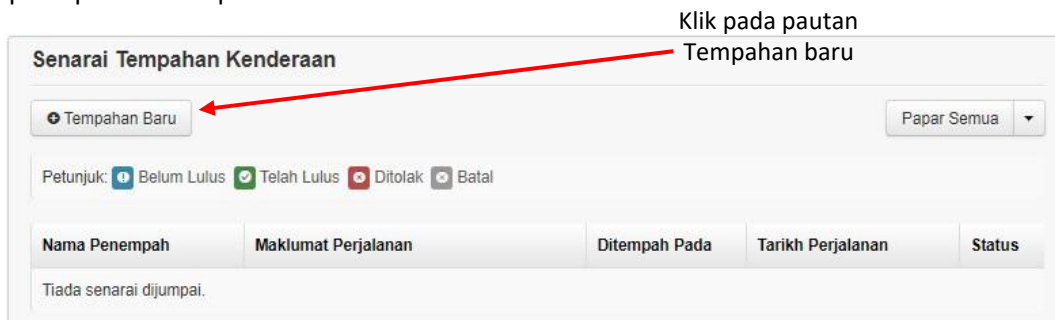 Klik pada pautan
Tempahan baru
Senarai Tempahan Kenderaan
Tempahan Baru
Papar Semua
Petunjuk: Belum Lulus Telah Lulus Ditolak Batal
Nama Penempah Maklumat Perjalanan Ditempah Pada Tarikh Perjalanan Status
Tiada senarai dijumpai.